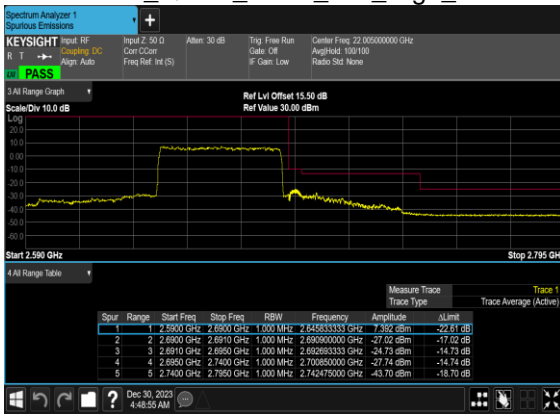 Spectrum Analyzer 1
Spurious Emissions
+
KEYSIGHT Input: RF Input Z: 50 Ω Atten: 30 dB Trig: Free Run Center Freq: 22.005000000 GHz
R T Coupling: DC Corr CCorr Gate: Off Avg|Hold: 100/100
Align: Auto Freq Ref: Int (S) IF Gain: Low Radio Std: None
PASS
3 All Range Graph
Ref Lvl Offset 15.50 dB
Scale/Div 10.0 dB Ref Value 30.00 dBm
Log
20.0
10.0
0.00
-10.0
-20.0
-30.0
-40.0
-50.0
-60.0
Start 2.590 GHz Stop 2.795 GH
4 All Range Table
Measure Trace Trace 1
Trace Type Trace Average (Active)
Spur Range Start Freq Stop Freq RBW Frequency Amplitude ΔLimit
1 1 2.5900 GHz 2.6900 GHz 1.000 MHz 2.645833333 GHz 7.392 dBm -22.61 dB
2 2 2.6900 GHz 2.6910 GHz 1.000 MHz 2.690900000 GHz -27.02 dBm -17.02 dB
3 3 2.6910 GHz 2.6950 GHz 1.000 MHz 2.692693333 GHz -24.73 dBm -14.73 dB
4 4 2.6950 GHz 2.7400 GHz 1.000 MHz 2.700850000 GHz -27.74 dBm -14.74 dB
5 5 2.7400 GHz 2.7950 GHz 1.000 MHz 2.742475000 GHz -43.70 dBm -18.70 dB
? Dec 30, 2023
4:48:55 AM